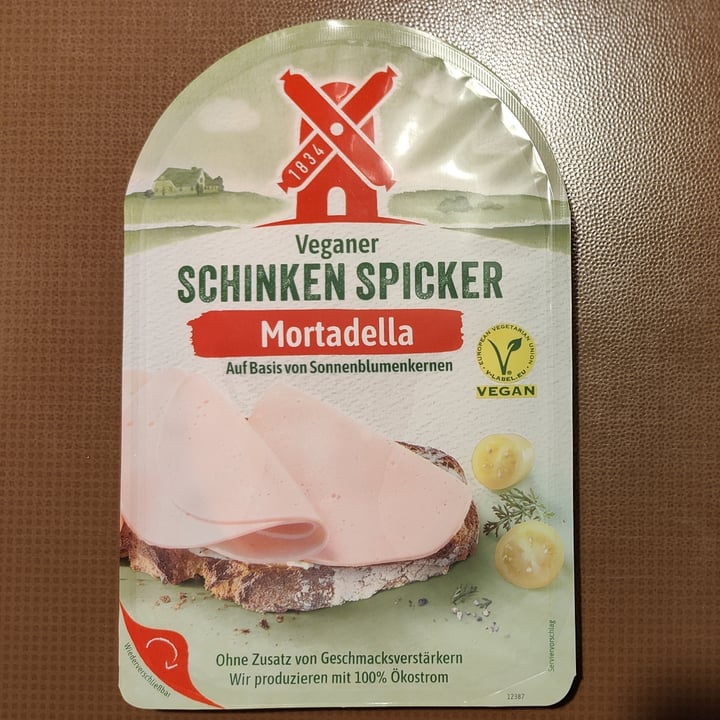 1834
Veganer
SCHINKEN SPICKER
Mortadella
Auf Basis von Sonnenblumenkernen
EUROPEAN VEGETARIAN UNION
V-LABEL.EU
VEGAN
Wiederverschließbar
Serviervorschlag
Ohne Zusatz von Geschmacksverstärkern
Wir produzieren mit 100% Ökostrom
12387